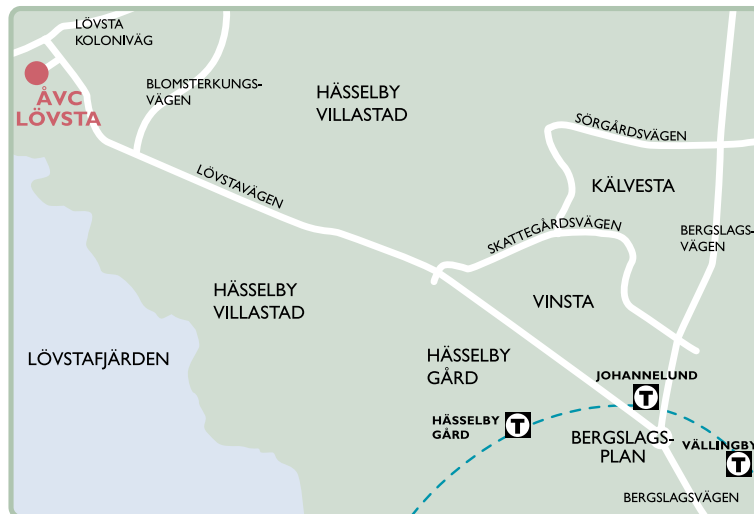 LÖVSTA
KOLONIVÄG
ÅVC
LÖVSTA
BLOMSTERKUNGS-
VÄGEN
HÄSSELBY
VILLASTAD
SÖRGÅRDSVÄGEN
KÄLVESTA
LÖVSTAVÄGEN
SKATTEGÅRDSVÄGEN
BERGSLAGS-
VÄGEN
HÄSSELBY
VILLASTAD
VINSTA
LÖVSTAFJÄRDEN
HÄSSELBY
GÅRD
JOHANNELUND
T
HÄSSELBY
GÅRD
T
BERGSLAGS-
PLAN
VÄLLINGBY
T
BERGSLAGSVÄGEN